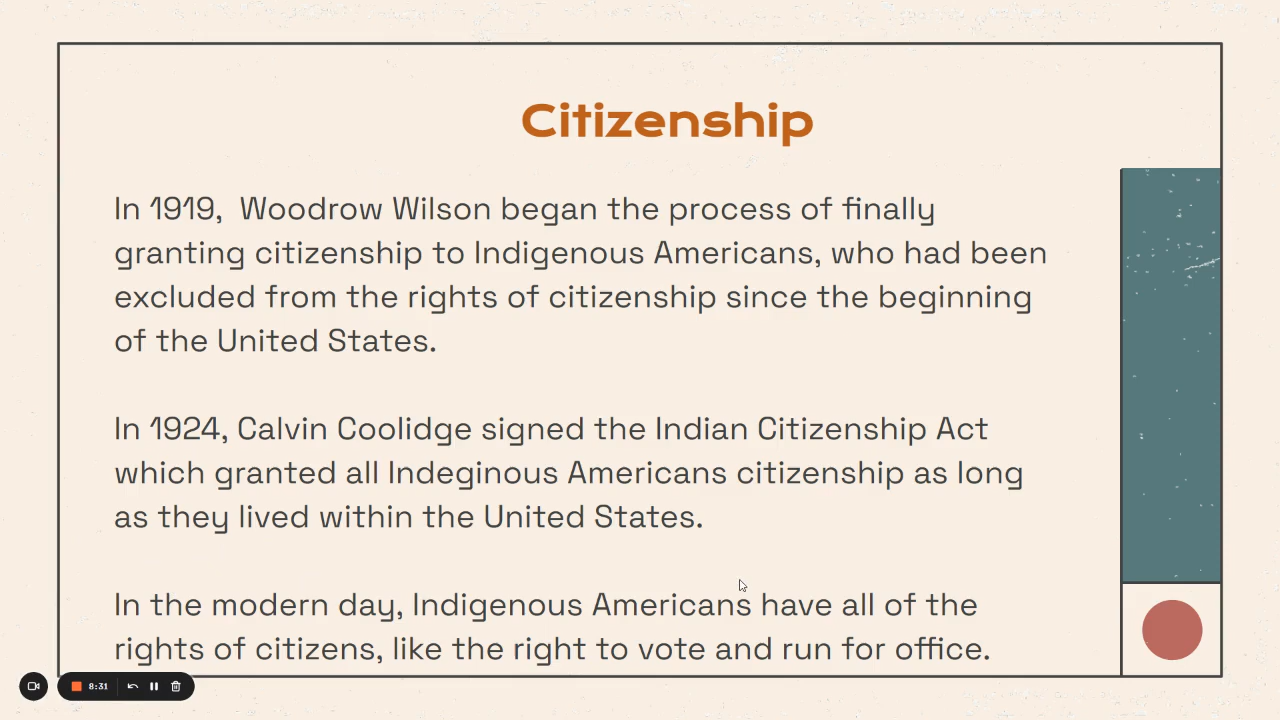 Citizenship
In 1919,  Woodrow Wilson began the process of finally
granting citizenship to Indigenous Americans, who had been
excluded from the rights of citizenship since the beginning
of the United States.
In 1924, Calvin Coolidge signed the Indian Citizenship Act
which granted all Indeginous Americans citizenship as long
as they lived within the United States.
In the modern day, Indigenous Americans have all of the
rights of citizens, like the right to vote and run for office.
8:31